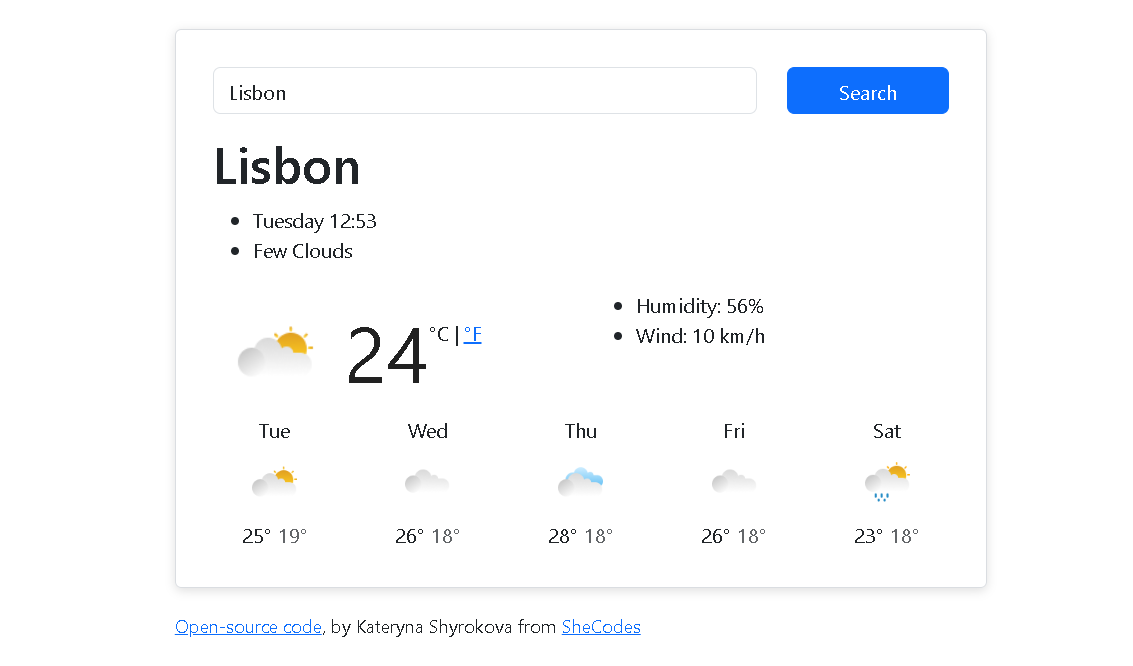 Lisbon
Search
Lisbon
Tuesday 12:53
Few Clouds
Humidity: 56%
Wind: 10 km/h
24 °C | °F
Tue Wed Thu Fri Sat
25° 19° 26° 18° 28° 18° 26° 18° 23° 18°
Open-source code, by Kateryna Shyrokova from SheCodes